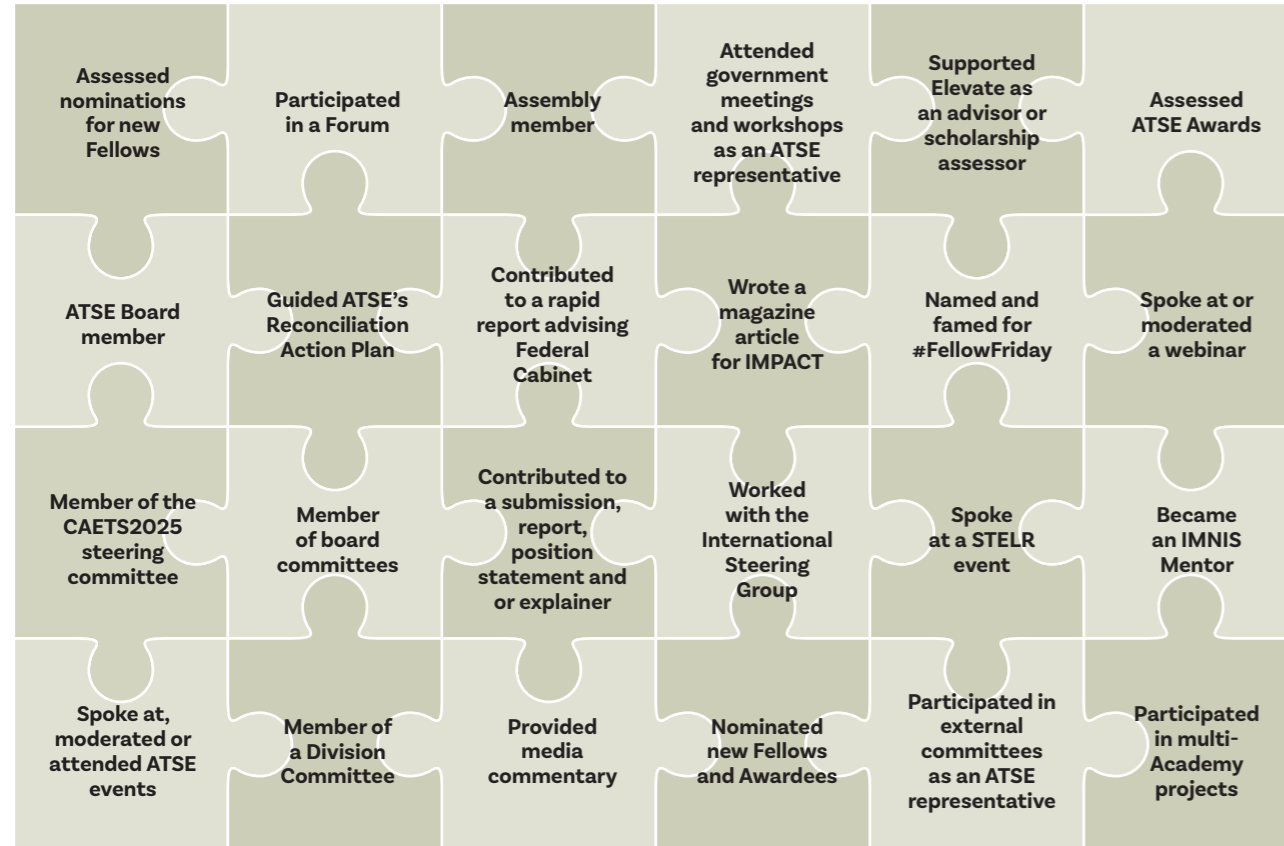 Assessed
nominations
for new
Fellows
Participated
in a Forum
Assembly
member
Attended
government
meetings
and workshops
as an ATSE
representative
Supported
Elevate as
an advisor or
scholarship
assessor
Assessed
ATSE Awards
ATSE Board
member
Guided ATSE’s
Reconciliation
Action Plan
Contributed
to a rapid
report advising
Federal
Cabinet
Wrote a
magazine
article
for IMPACT
Named and
famed for
#FellowFriday
Spoke at or
moderated
a webinar
Member of the
CAETS2025
steering
committee
Member
of board
committees
Contributed to
a submission,
report,
position
statement and
or explainer
Worked
with the
International
Steering
Group
Spoke
at a STELR
event
Became
an IMNIS
Mentor
Spoke at,
moderated or
attended ATSE
events
Member of
a Division
Committee
Provided
media
commentary
Nominated
new Fellows
and Awardees
Participated in
external
committees
as an ATSE
representative
Participated
in multi-
Academy
projects